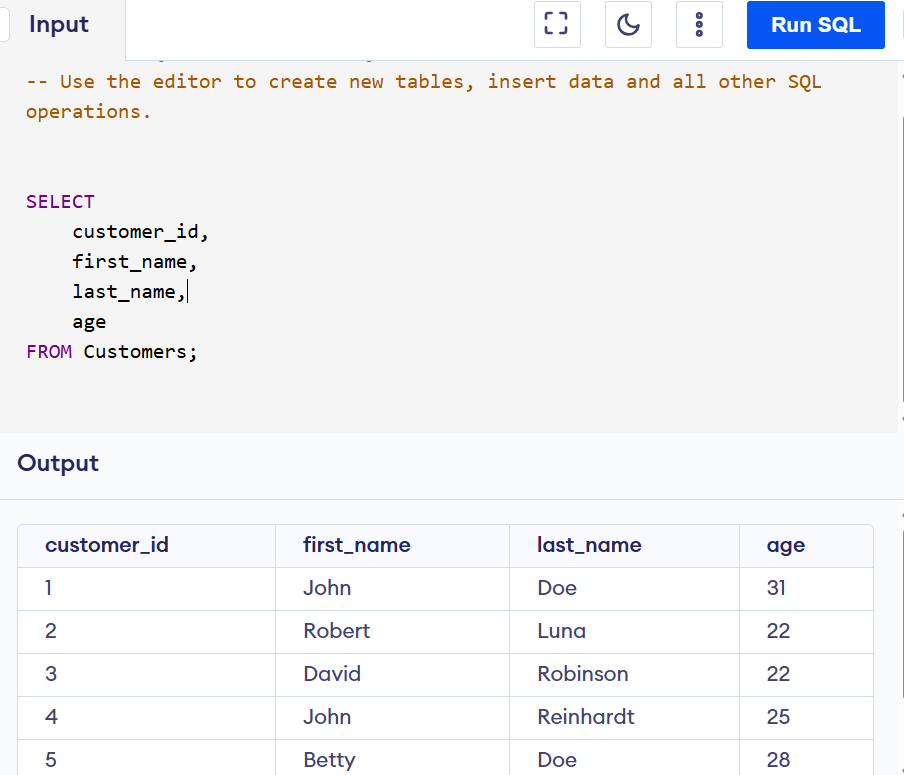 Input
Run SQL
-- Use the editor to create new tables, insert data and all other SQL
operations.
SELECT
customer_id,
first_name,
last_name,
age
FROM Customers;
Output
customer_id first_name last_name age
1 John Doe 31
2 Robert Luna 22
3 David Robinson 22
4 John Reinhardt 25
5 Betty Doe 28